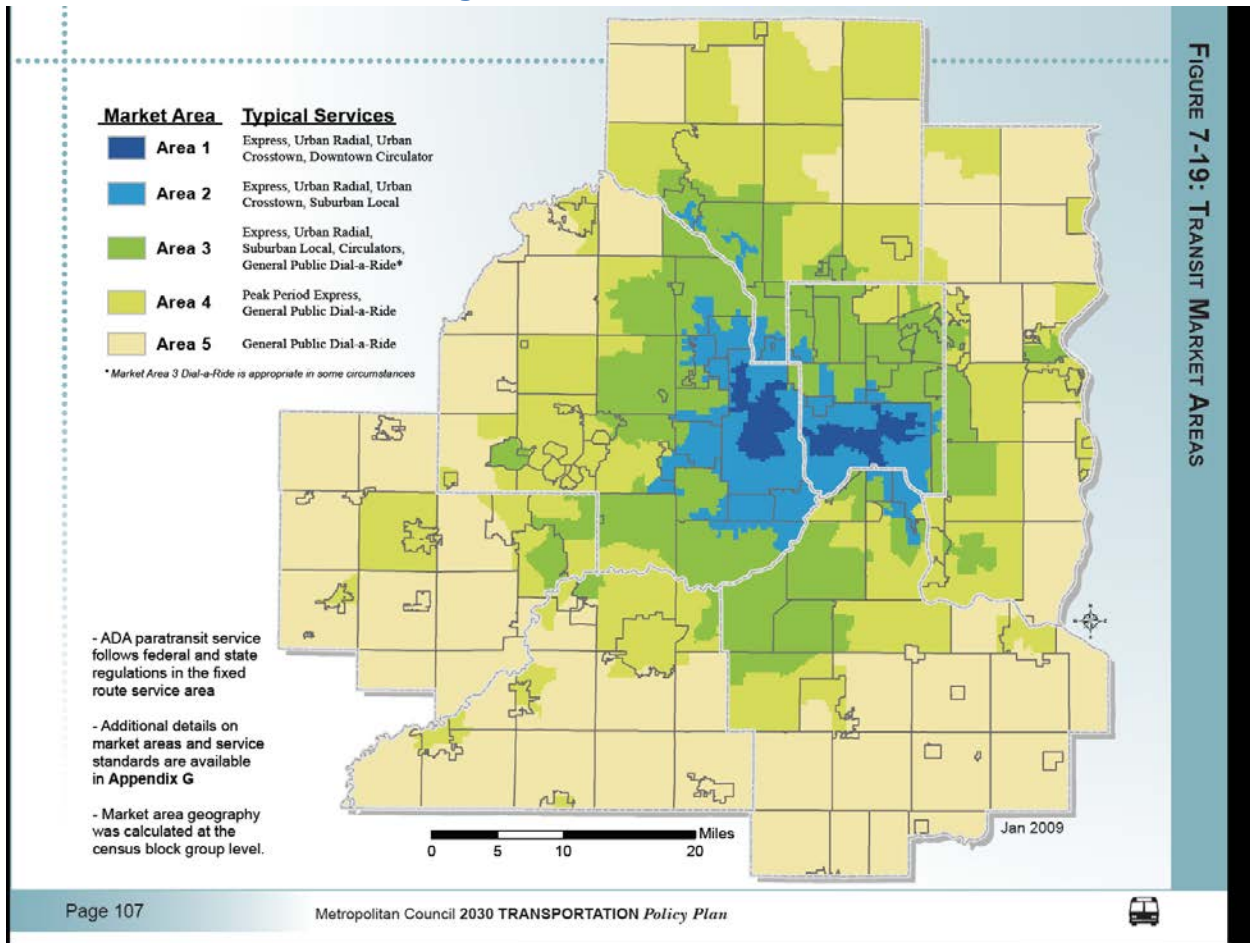 FIGURE 7-19: TRANSIT MARKET AREAS
Market Area Typical Services
Area 1 Express, Urban Radial, Urban
Crosstown, Downtown Circulator
Area 2 Express, Urban Radial, Urban
Crosstown, Suburban Local
Area 3 Express, Urban Radial,
Suburban Local, Circulators,
General Public Dial-a-Ride*
Area 4 Peak Period Express,
General Public Dial-a-Ride
Area 5 General Public Dial-a-Ride
* Market Area 3 Dial-a-Ride is appropriate in some circumstances
- ADA paratransit service
follows federal and state
regulations in the fixed
route service area
- Additional details on
market areas and service
standards are available
in Appendix G
- Market area geography
was calculated at the
census block group level.
Miles
0 5 10 20
Jan 2009
Page 107
Metropolitan Council 2030 TRANSPORTATION Policy Plan